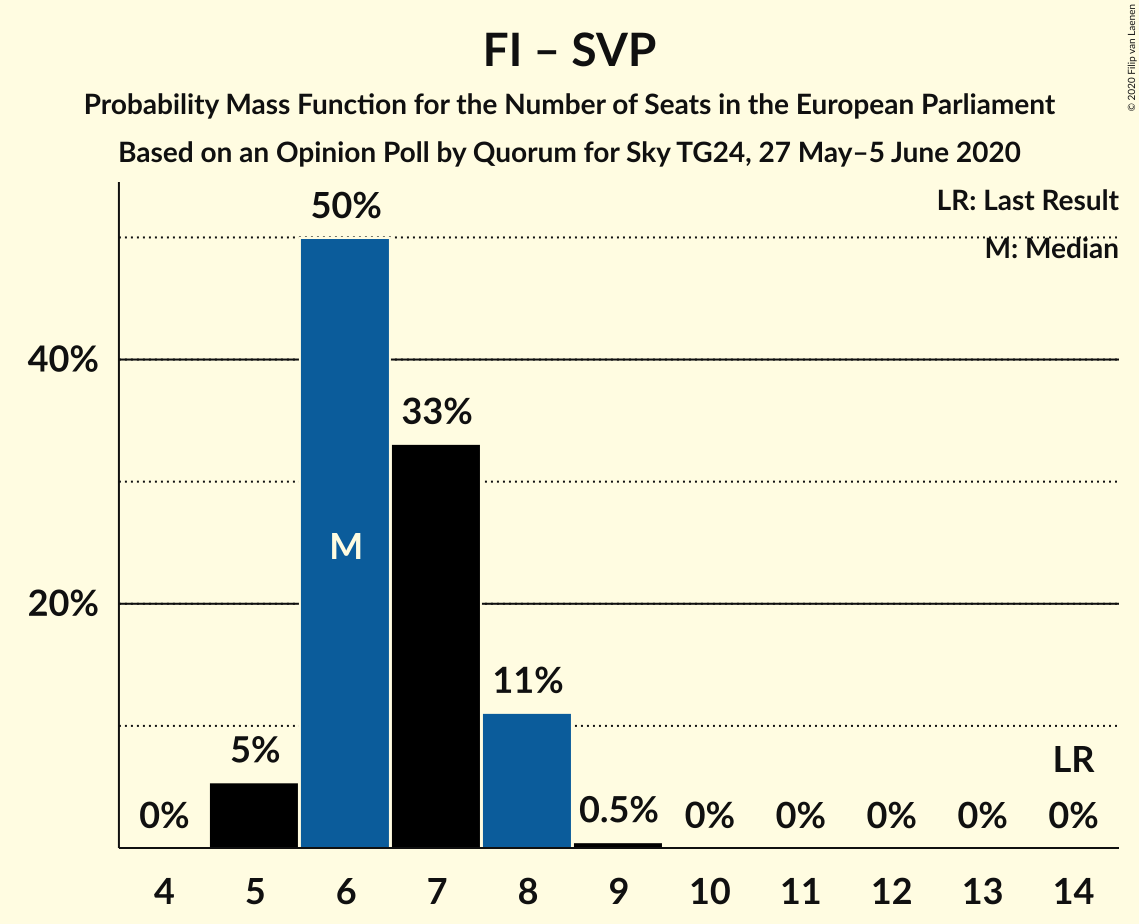 FI – SVP
Probability Mass Function for the Number of Seats in the European Parliament
Based on an Opinion Poll by Quorum for Sky TG24, 27 May–5 June 2020
© 2020 Filip van Laenen
LR: Last Result
M: Median
50%
40%
33%
M
20%
11%
5%
LR
0%
0.5%
0%
0%
0%
0%
0%
4 5 6 7 8 9 10 11 12 13 14